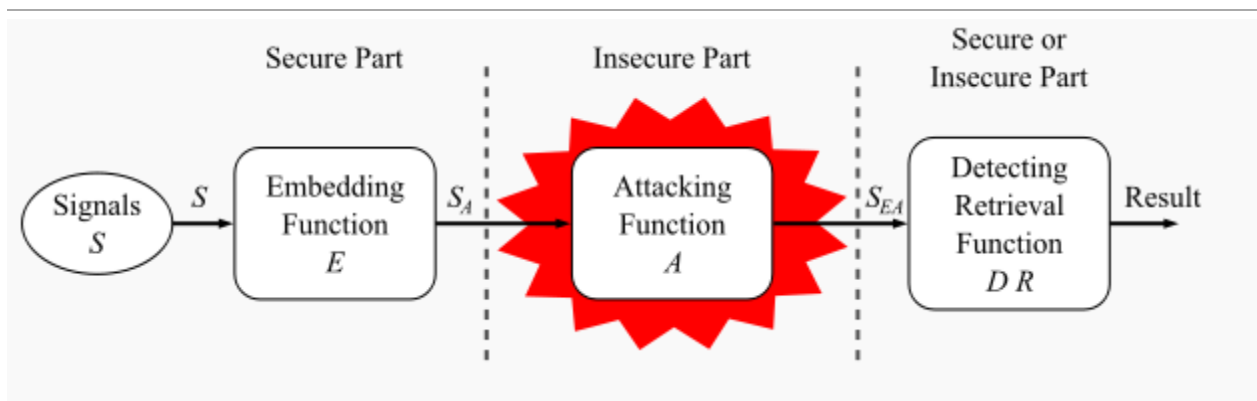 Secure Part
Insecure Part
Secure or
Insecure Part
Signals
S
S
Embedding
Function
E
S_A
Attacking
Function
A
S_EA
Detecting
Retrieval
Function
D R
Result